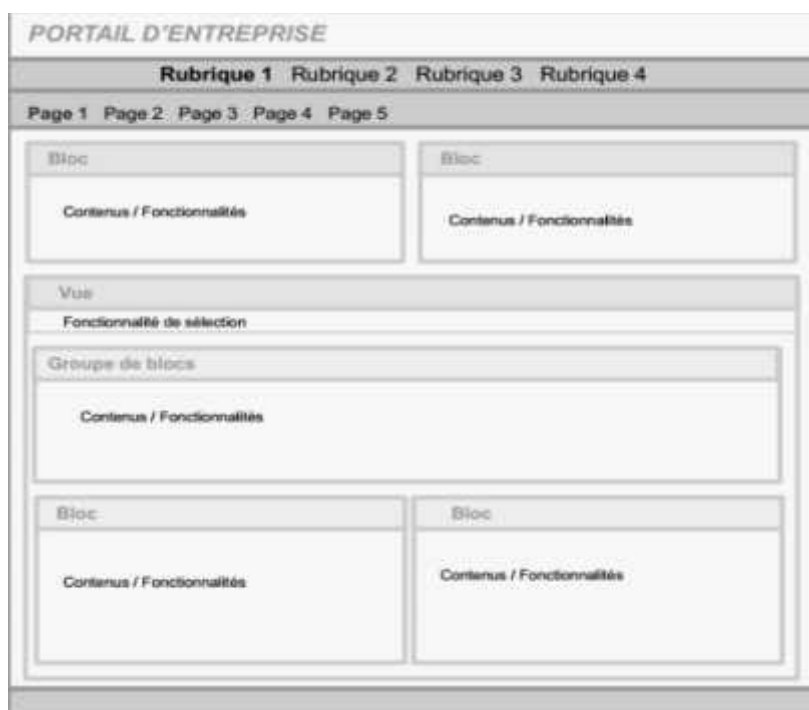 PORTAIL D'ENTREPRISE
Rubrique 1 Rubrique 2 Rubrique 3 Rubrique 4
Page 1 Page 2 Page 3 Page 4 Page 5
Bloc Bloc
Contenus / Fonctionnalités Contenus / Fonctionnalités
Vue
Fonctionnalité de sélection
Groupe de blocs
Contenus / Fonctionnalités
Bloc Bloc
Contenus / Fonctionnalités Contenus / Fonctionnalités